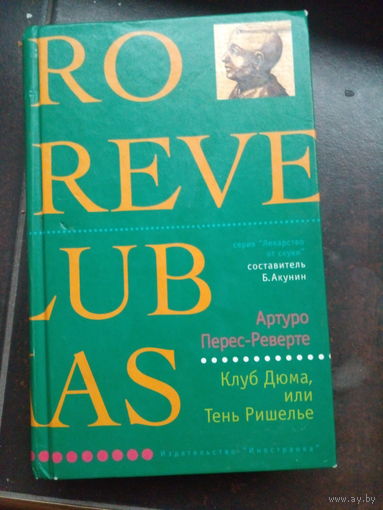 RO
REVE
LUB
AS
серия "Лекарство
от скуки"
составитель
Б.Акунин
Артуро
Перес-Реверте
Клуб Дюма,
или
Тень Ришелье
Издательство "Иностранка"
www.ay.by